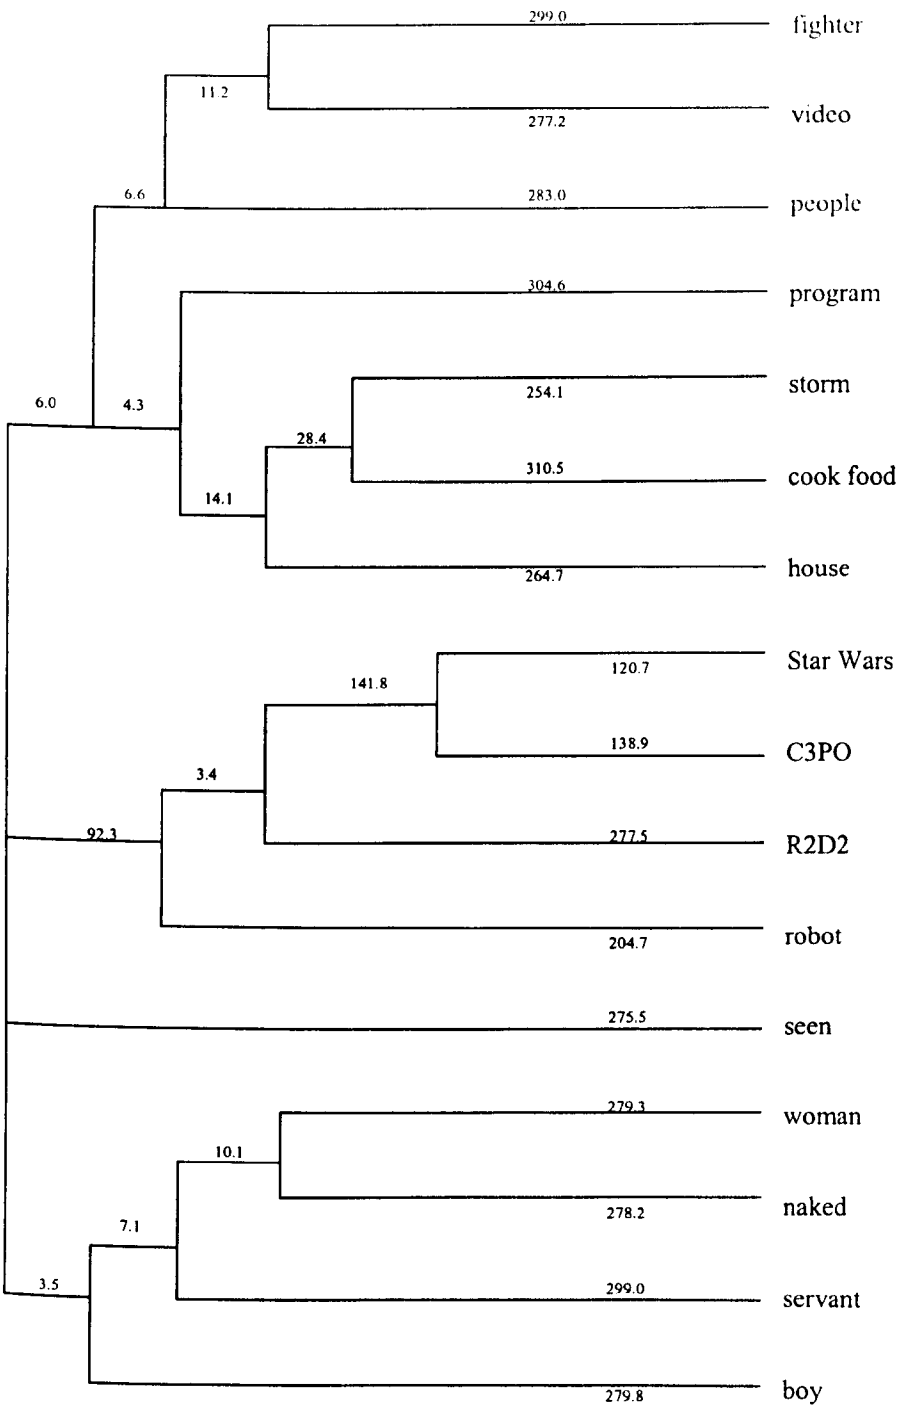 299.0
fighter
11.2
277.2
video
6.6
283.0
people
304.6
program
6.0
4.3
254.1
storm
28.4
310.5
cook food
14.1
264.7
house
141.8
120.7
Star Wars
138.9
C3PO
3.4
92.3
277.5
R2D2
204.7
robot
275.5
seen
279.3
woman
10.1
278.2
naked
7.1
3.5
299.0
servant
279.8
boy